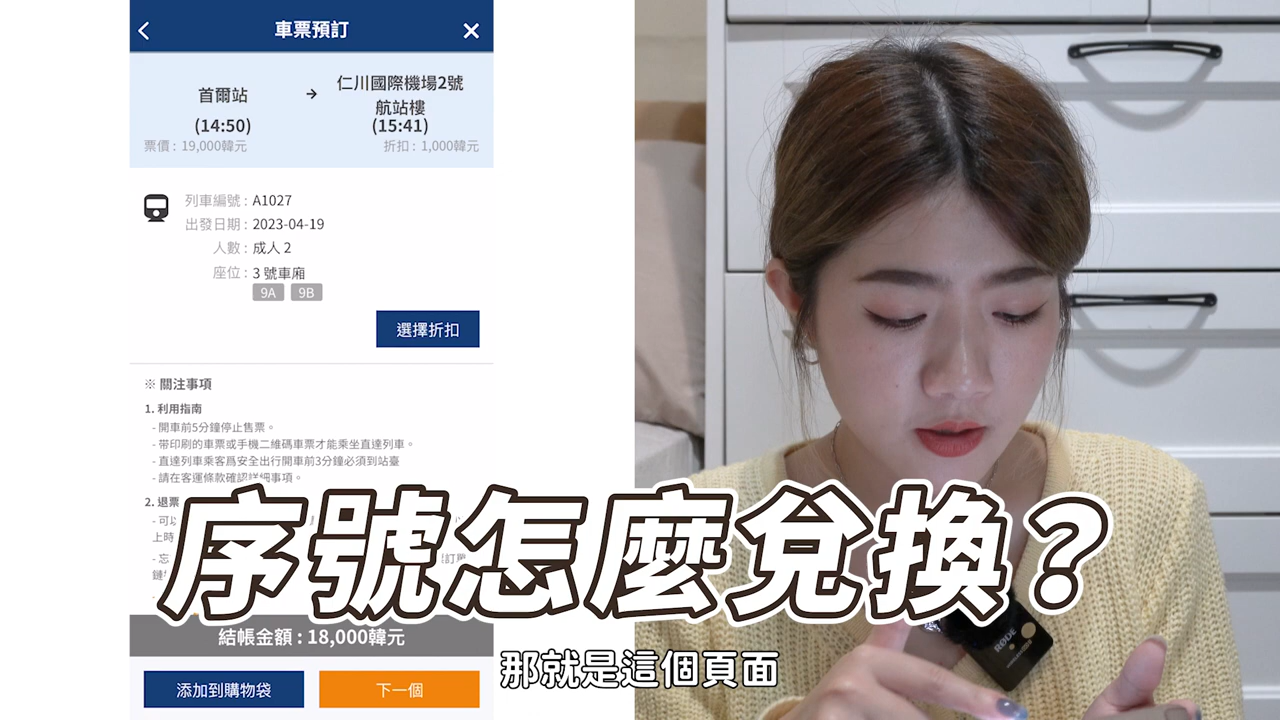 車票預訂
首爾站
(14:50)
→
仁川國際機場2號
航站樓
(15:41)
票價 : 19,000韓元
折扣 : 1,000韓元
列車編號 : A1027
出發日期 : 2023-04-19
人數 : 成人 2
座位 : 3 號車廂
9A 9B
選擇折扣
※ 關注事項
1. 利用指南
- 開車前5分鐘停止售票。
- 带印刷的車票或手機二維碼車票才能乘坐直達列車。
- 直達列車乘客爲安全出行開車前3分鐘必須到站臺
- 請在客運條款確認詳細事項。
2. 退票
- 可
上時
- 忘
訂
序號怎麼兌換?
結帳金額 : 18,000韓元
那就是這個頁面
添加到購物袋
下一個
RØDE